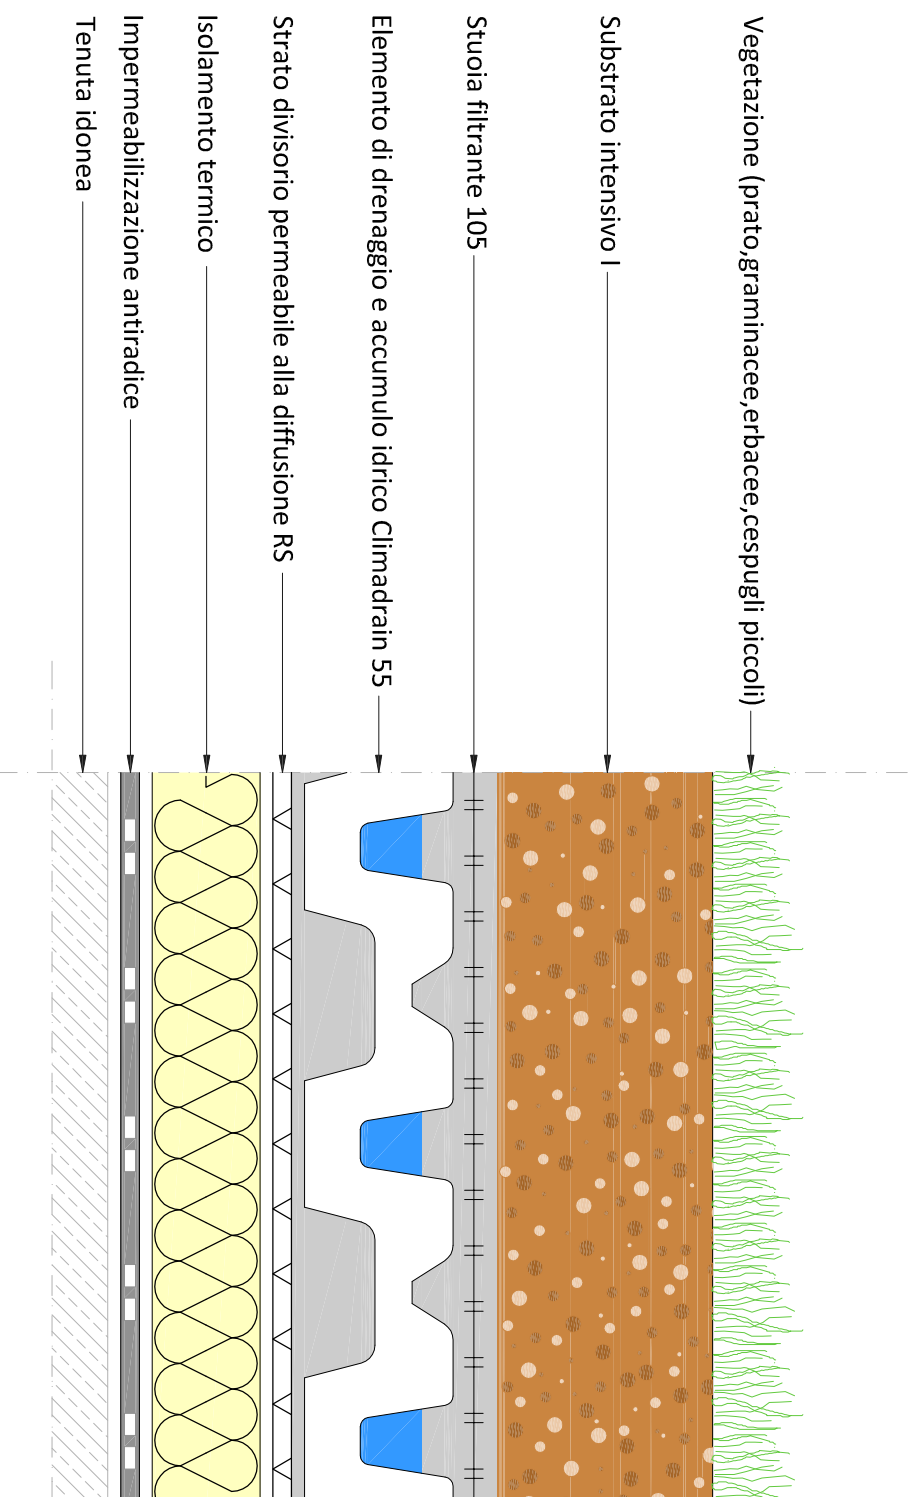 Vegetazione (prato,graminacee,erbacee,cespugli piccoli)
Substrato intensivo I
Stuoia filtrante 105
Elemento di drenaggio e accumulo idrico Climadrain 55
Strato divisorio permeabile alla diffusione RS
Isolamento termico
Impermeabilizzazione antiradice
Tenuta idonea